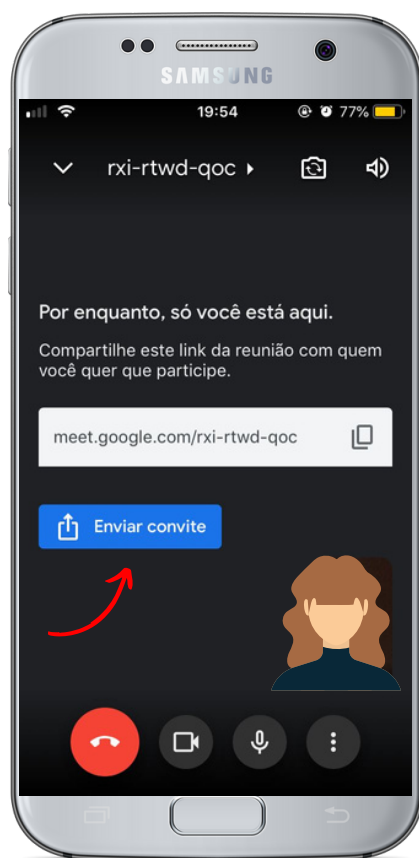 SAMSUNG
19:54 77%
rxi-rtwd-qoc
Por enquanto, só você está aqui.
Compartilhe este link da reunião com quem
você quer que participe.
meet.google.com/rxi-rtwd-qoc
Enviar convite